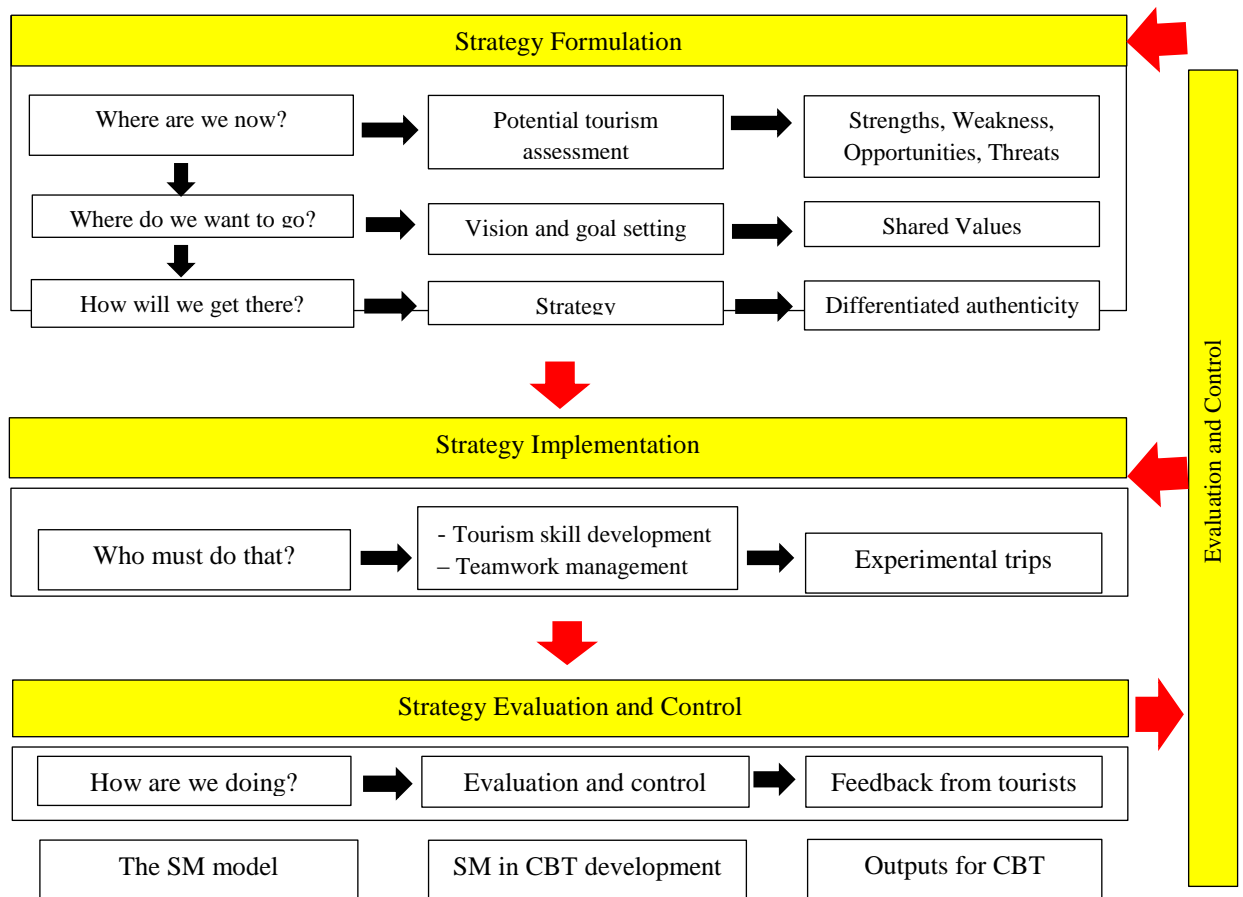 Strategy Formulation
Where are we now?
Potential tourism
assessment
Strengths, Weakness,
Opportunities, Threats
Where do we want to go?
Vision and goal setting
Shared Values
How will we get there?
Strategy
Differentiated authenticity
Strategy Implementation
Who must do that?
- Tourism skill development
– Teamwork management
Experimental trips
Strategy Evaluation and Control
How are we doing?
Evaluation and control
Feedback from tourists
The SM model
SM in CBT development
Outputs for CBT
Evaluation and Control